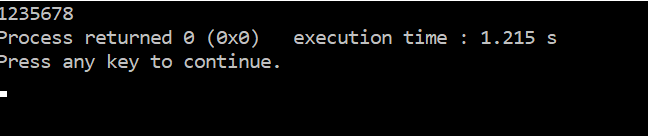 1235678
Process returned 0 (0x0)   execution time : 1.215 s
Press any key to continue.